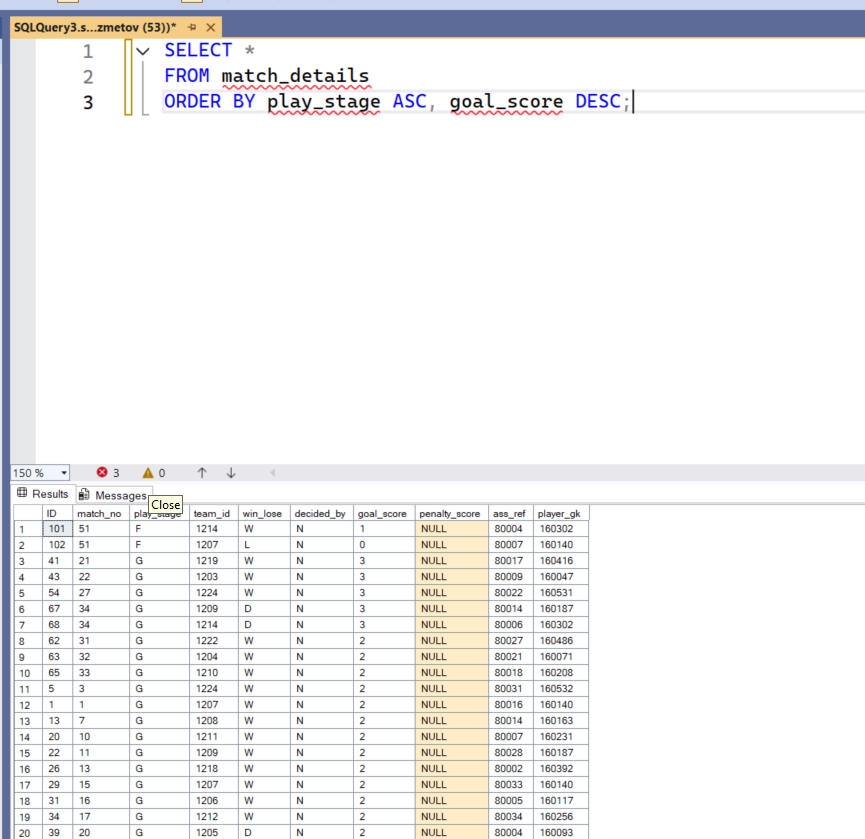 SQLQuery3.s...zmetov (53))*
1 SELECT *
2 FROM match_details
3 ORDER BY play_stage ASC, goal_score DESC;
150 % 3 0
Results Messages
Close
ID match_no play_stage team_id win_lose decided_by goal_score penalty_score ass_ref player_gk
1 101 51 F 1214 W N 1 NULL 80004 160302
2 102 51 F 1207 L N 0 NULL 80007 160140
3 41 21 G 1219 W N 3 NULL 80017 160416
4 43 22 G 1203 W N 3 NULL 80009 160047
5 54 27 G 1224 W N 3 NULL 80022 160531
6 67 34 G 1209 D N 3 NULL 80014 160187
7 68 34 G 1214 D N 3 NULL 80006 160302
8 62 31 G 1222 W N 2 NULL 80027 160486
9 63 32 G 1204 W N 2 NULL 80021 160071
10 65 33 G 1210 W N 2 NULL 80018 160208
11 5 3 G 1224 W N 2 NULL 80031 160532
12 1 1 G 1207 W N 2 NULL 80016 160140
13 13 7 G 1208 W N 2 NULL 80014 160163
14 20 10 G 1211 W N 2 NULL 80007 160231
15 22 11 G 1209 W N 2 NULL 80028 160187
16 26 13 G 1218 W N 2 NULL 80002 160392
17 29 15 G 1207 W N 2 NULL 80033 160140
18 31 16 G 1206 W N 2 NULL 80005 160117
19 34 17 G 1212 W N 2 NULL 80034 160256
20 39 20 G 1205 D N 2 NULL 80004 160093